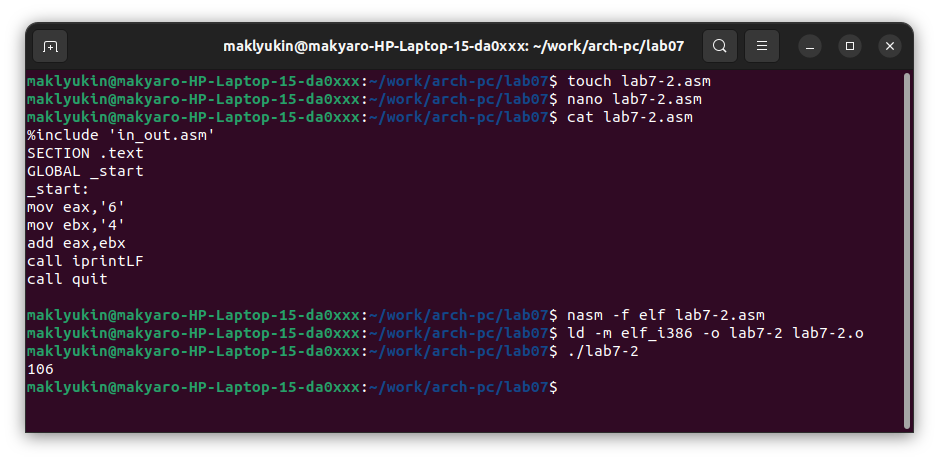 maklyukin@makyaro-HP-Laptop-15-da0xxx: ~/work/arch-pc/lab07
maklyukin@makyaro-HP-Laptop-15-da0xxx:~/work/arch-pc/lab07$ touch lab7-2.asm
maklyukin@makyaro-HP-Laptop-15-da0xxx:~/work/arch-pc/lab07$ nano lab7-2.asm
maklyukin@makyaro-HP-Laptop-15-da0xxx:~/work/arch-pc/lab07$ cat lab7-2.asm
%include 'in_out.asm'
SECTION .text
GLOBAL _start
_start:
mov eax,'6'
mov ebx,'4'
add eax,ebx
call iprintLF
call quit
maklyukin@makyaro-HP-Laptop-15-da0xxx:~/work/arch-pc/lab07$ nasm -f elf lab7-2.asm
maklyukin@makyaro-HP-Laptop-15-da0xxx:~/work/arch-pc/lab07$ ld -m elf_i386 -o lab7-2 lab7-2.o
maklyukin@makyaro-HP-Laptop-15-da0xxx:~/work/arch-pc/lab07$ ./lab7-2
106
maklyukin@makyaro-HP-Laptop-15-da0xxx:~/work/arch-pc/lab07$